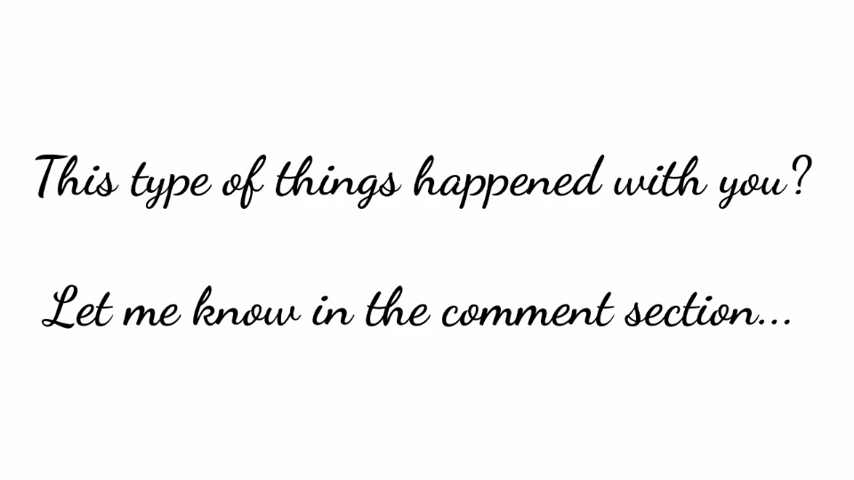 This type of things happened with you?
Let me know in the comment section...